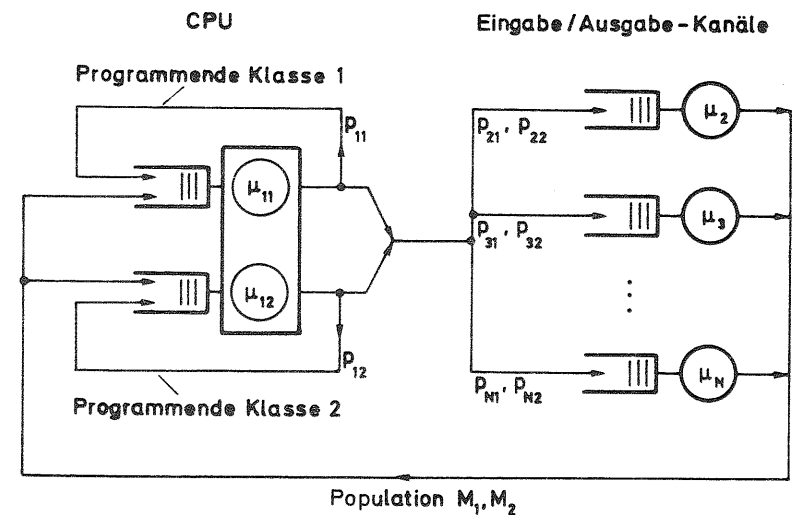 CPU
Eingabe/Ausgabe-Kanäle
Programmende Klasse 1
p11
μ11
μ12
p12
Programmende Klasse 2
p21, p22
μ2
p31, p32
μ3
pN1, pN2
μN
Population M1, M2